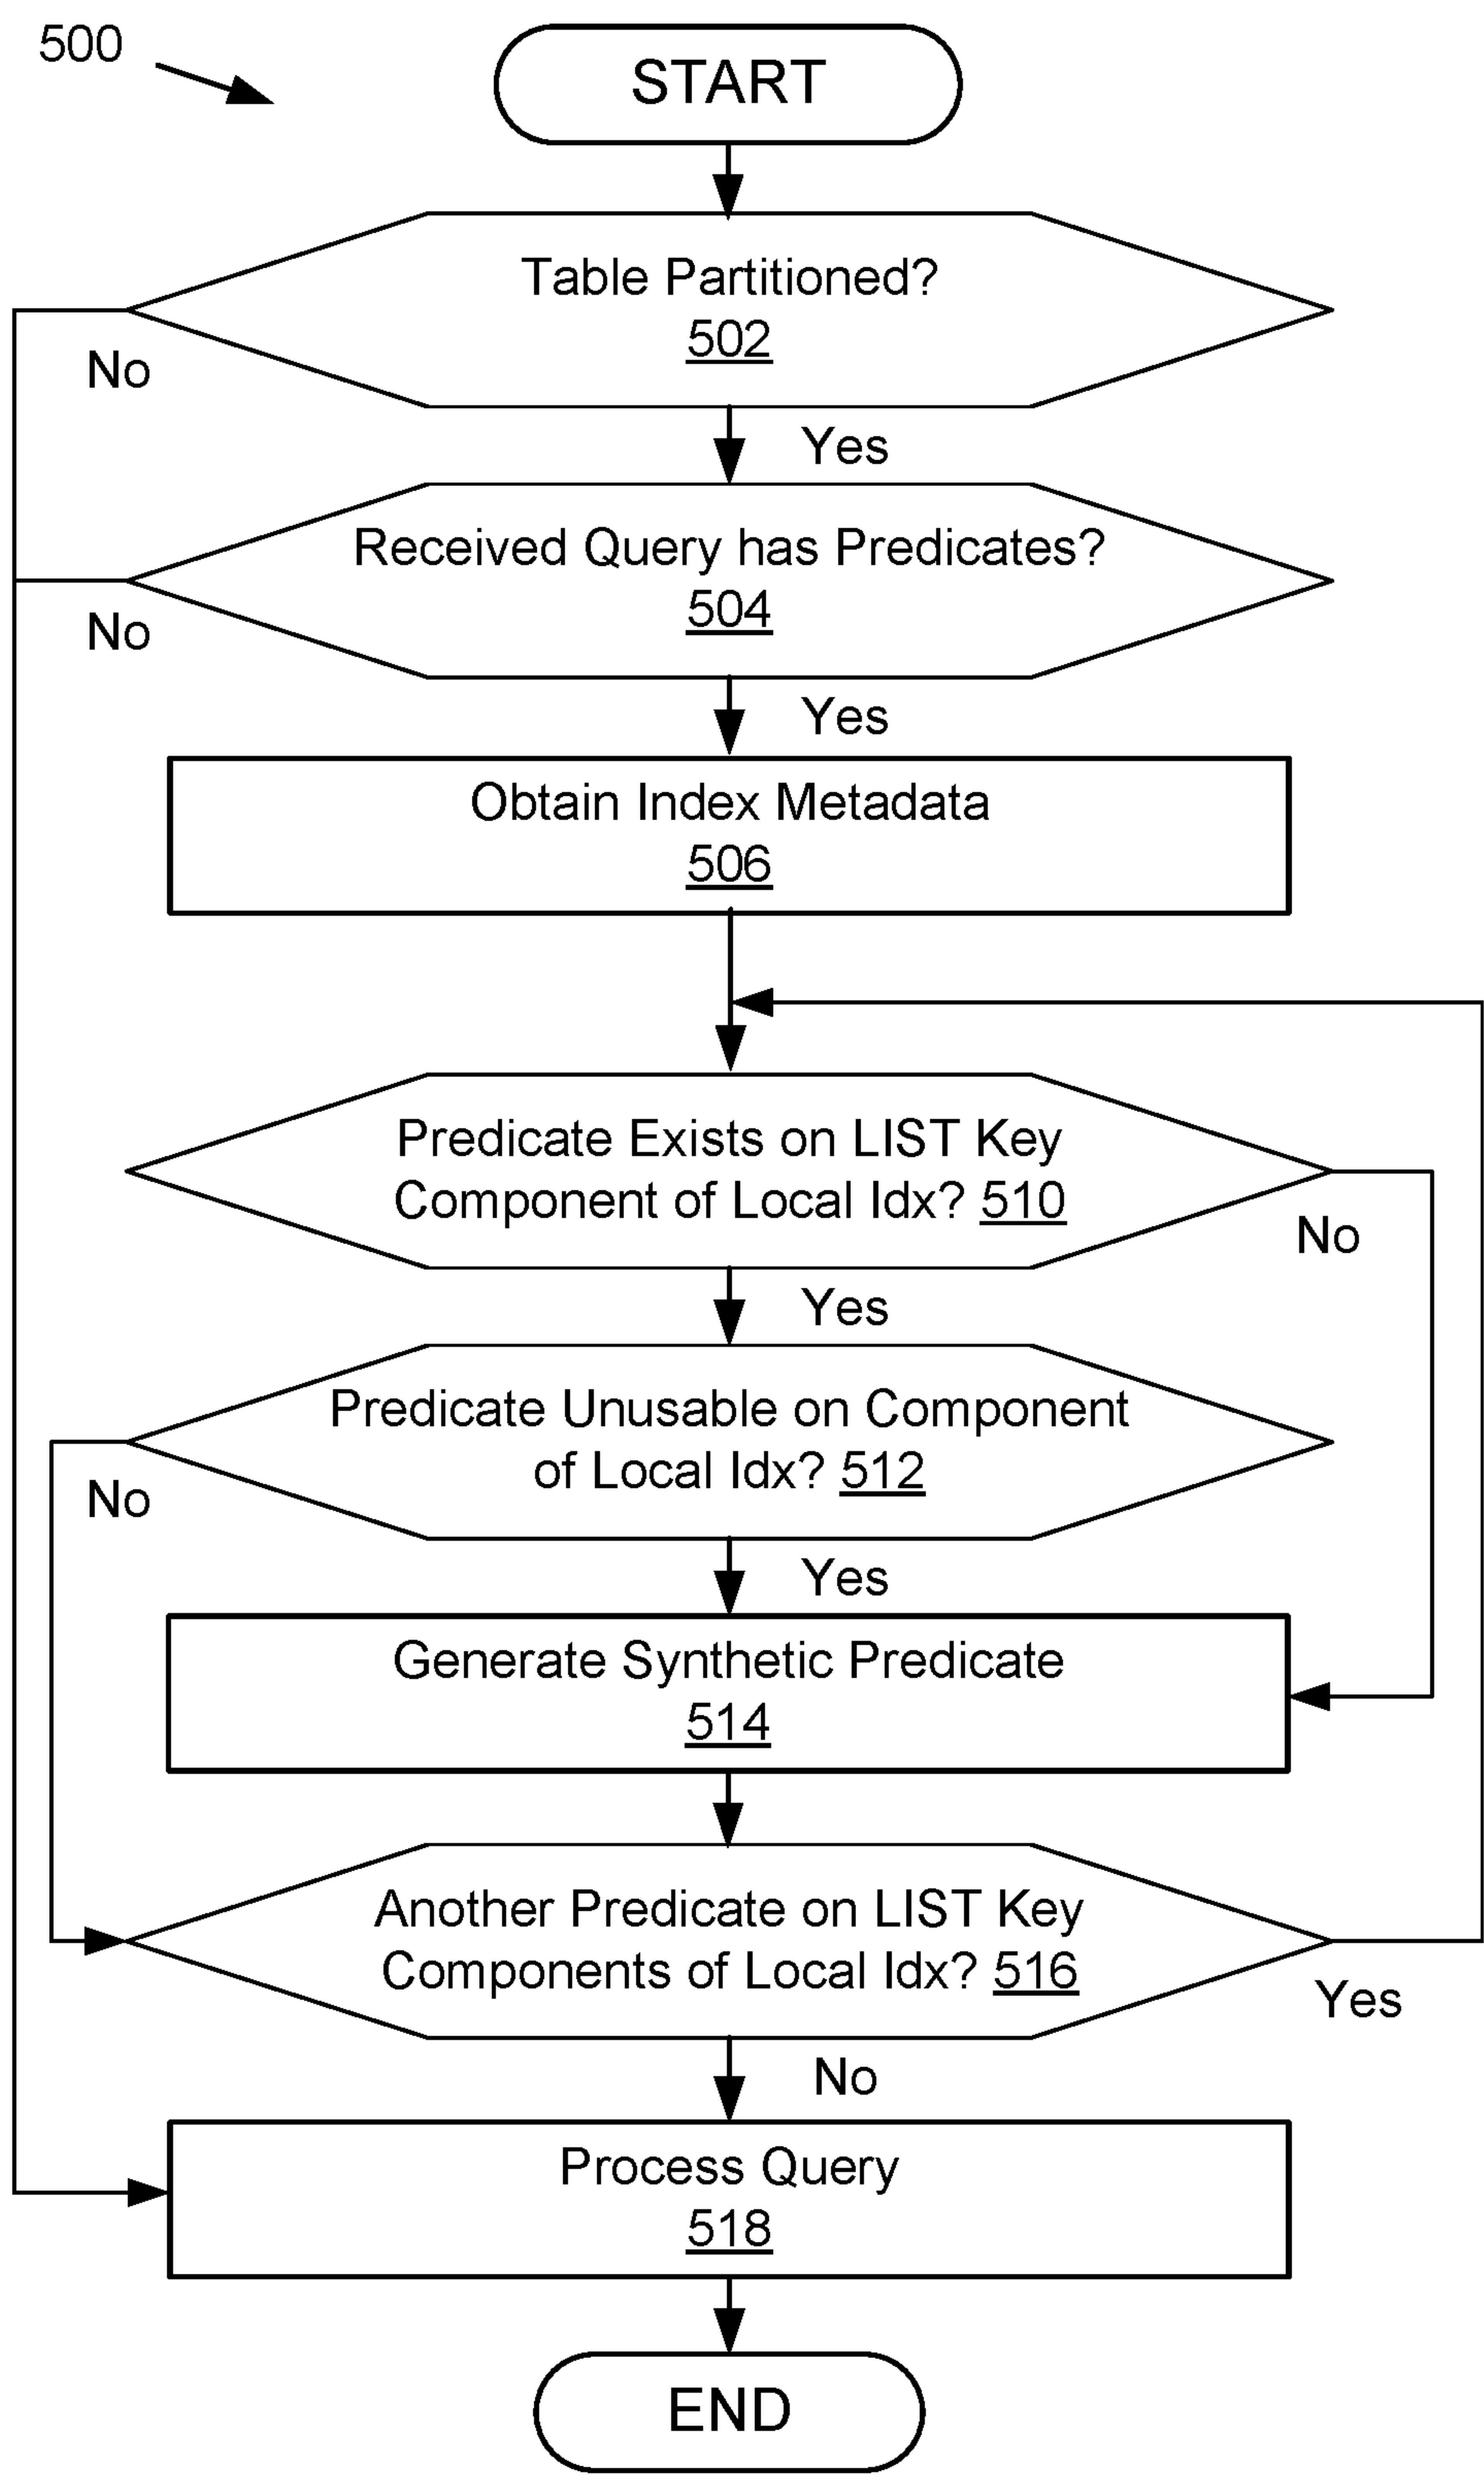 500
START
Table Partitioned?
502
No
Yes
Received Query has Predicates?
504
No
Yes
Obtain Index Metadata
506
Predicate Exists on LIST Key
Component of Local Idx? 510
No
Yes
Predicate Unusable on Component
of Local Idx? 512
No
Yes
Generate Synthetic Predicate
514
Another Predicate on LIST Key
Components of Local Idx? 516
Yes
No
Process Query
518
END